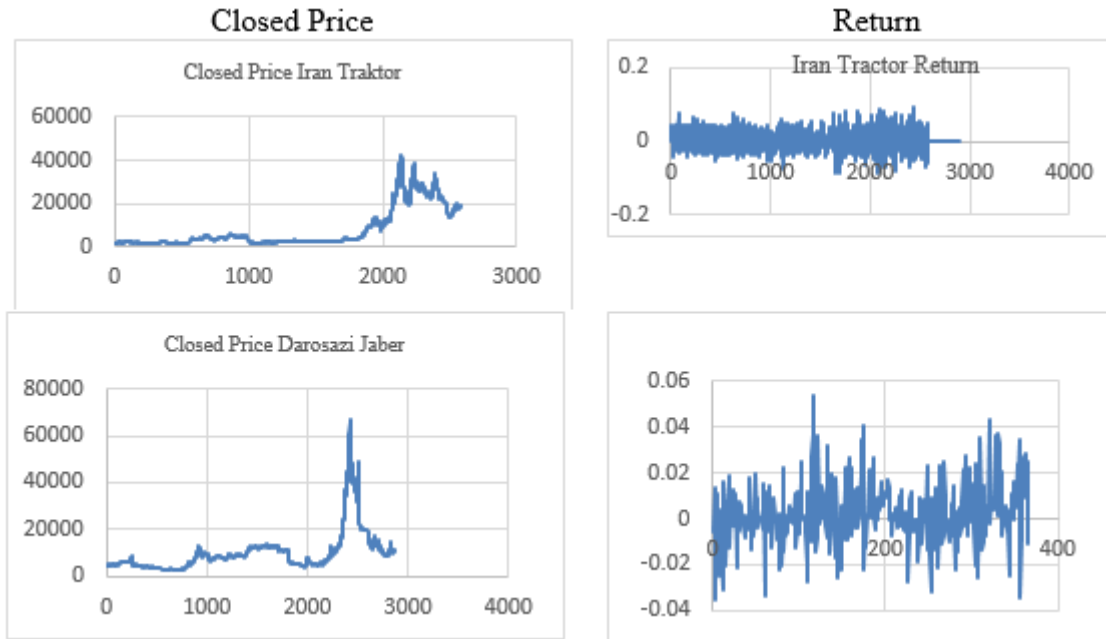 Closed Price
Return
Closed Price Iran Traktor
60000
40000
20000
0
0 1000 2000 3000
Iran Tractor Return
0.2
0
-0.2
0 1000 2000 3000 4000
Closed Price Darosazi Jaber
80000
60000
40000
20000
0
0 1000 2000 3000 4000
0.06
0.04
0.02
0
-0.02
-0.04
0 200 400